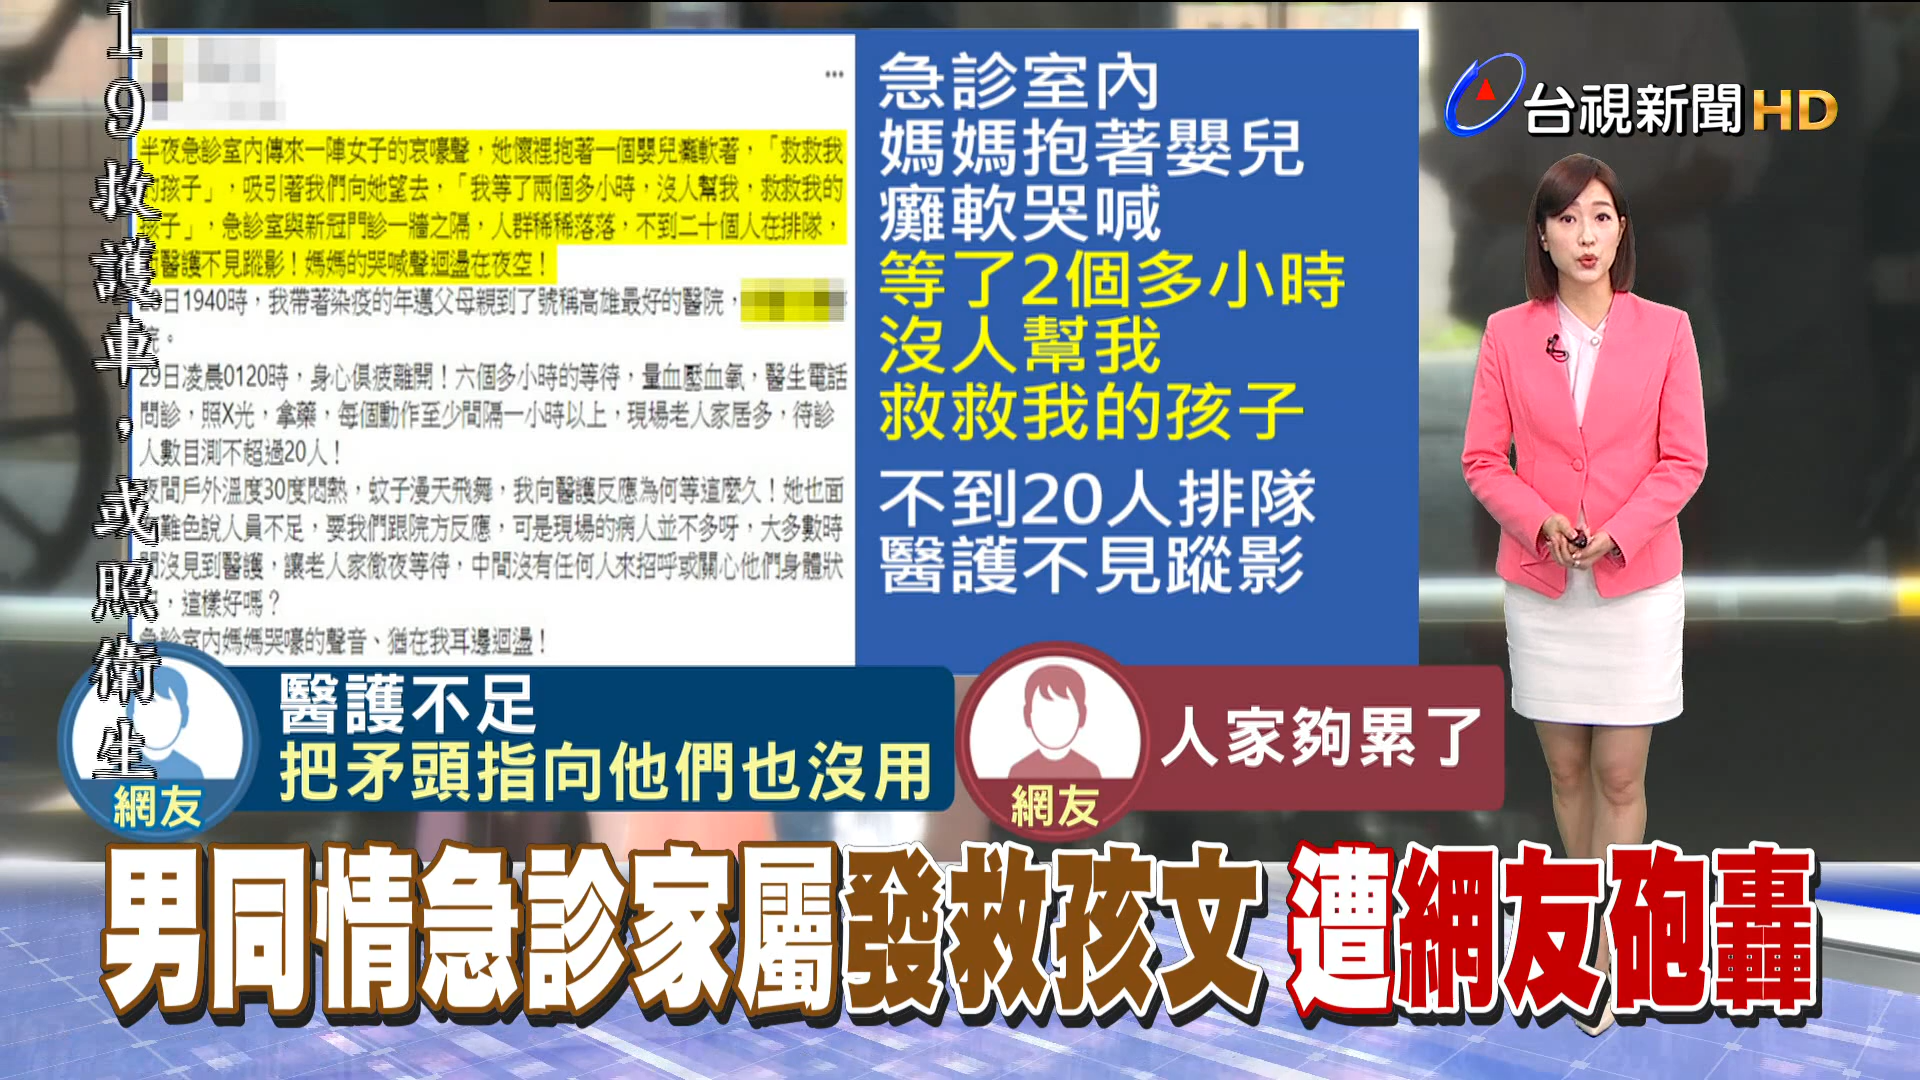 19救護車；或照衛生
半夜急診室內傳來一陣女子的哀嚎聲，她懷裡抱著一個嬰兒癱軟著，「救救我
的孩子」，吸引著我們向她望去，「我等了兩個多小時，沒人幫我，救救我的
孩子」，急診室與新冠門診一牆之隔，人群稀稀落落，不到二十個人在排隊，
醫護不見蹤影！媽媽的哭喊聲迴盪在夜空！
28日1940時，我帶著染疫的年邁父母親到了號稱高雄最好的醫院，
院。
29日凌晨0120時，身心俱疲離開！六個多小時的等待，量血壓血氧，醫生電話
問診，照X光，拿藥，每個動作至少間隔一小時以上，現場老人家居多，待診
人數目測不超過20人！
夜間戶外溫度30度悶熱，蚊子漫天飛舞，我向醫護反應為何等這麼久！她也面
難色說人員不足，要我們跟院方反應，可是現場的病人並不多呀，大多數時
間沒見到醫護，讓老人家徹夜等待，中間沒有任何人來招呼或關心他們身體狀
況，這樣好嗎？
急診室內媽媽哭嚎的聲音、猶在我耳邊迴盪！
急診室內
媽媽抱著嬰兒
癱軟哭喊
等了2個多小時
沒人幫我
救救我的孩子
不到20人排隊
醫護不見蹤影
台視新聞HD
醫護不足
把矛頭指向他們也沒用
網友
人家夠累了
網友
男同情急診家屬發救孩文 遭網友砲轟